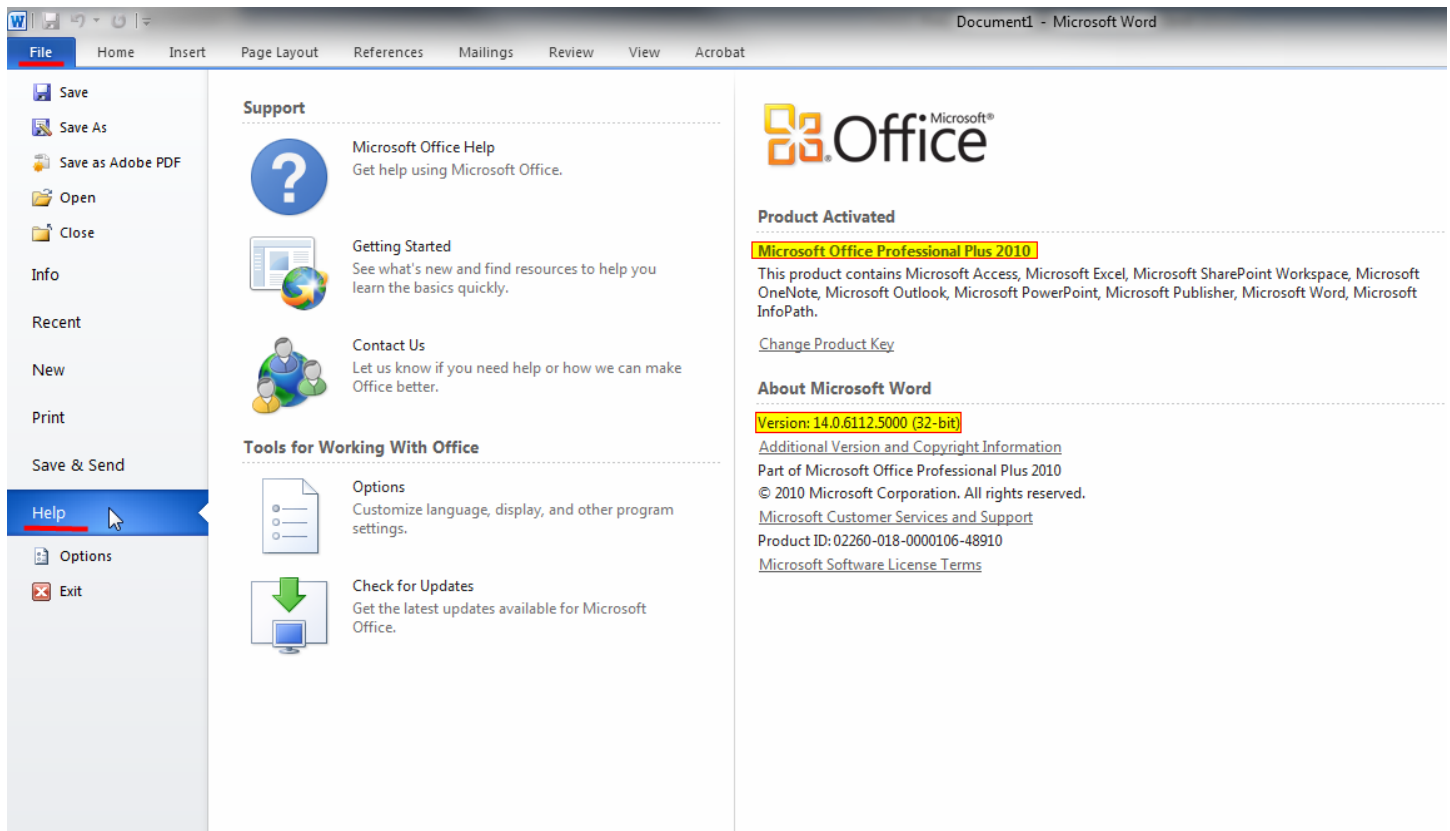 Document1 - Microsoft Word
File Home Insert Page Layout References Mailings Review View Acrobat
Save
Save As
Save as Adobe PDF
Open
Close
Info
Recent
New
Print
Save & Send
Help
Options
Exit
Support
Microsoft Office Help
Get help using Microsoft Office.
Getting Started
See what's new and find resources to help you
learn the basics quickly.
Contact Us
Let us know if you need help or how we can make
Office better.
Tools for Working With Office
Options
Customize language, display, and other program
settings.
Check for Updates
Get the latest updates available for Microsoft
Office.
Microsoft®
Office
Product Activated
Microsoft Office Professional Plus 2010
This product contains Microsoft Access, Microsoft Excel, Microsoft SharePoint Workspace, Microsoft
OneNote, Microsoft Outlook, Microsoft PowerPoint, Microsoft Publisher, Microsoft Word, Microsoft
InfoPath.
Change Product Key
About Microsoft Word
Version: 14.0.6112.5000 (32-bit)
Additional Version and Copyright Information
Part of Microsoft Office Professional Plus 2010
© 2010 Microsoft Corporation. All rights reserved.
Microsoft Customer Services and Support
Product ID: 02260-018-0000106-48910
Microsoft Software License Terms